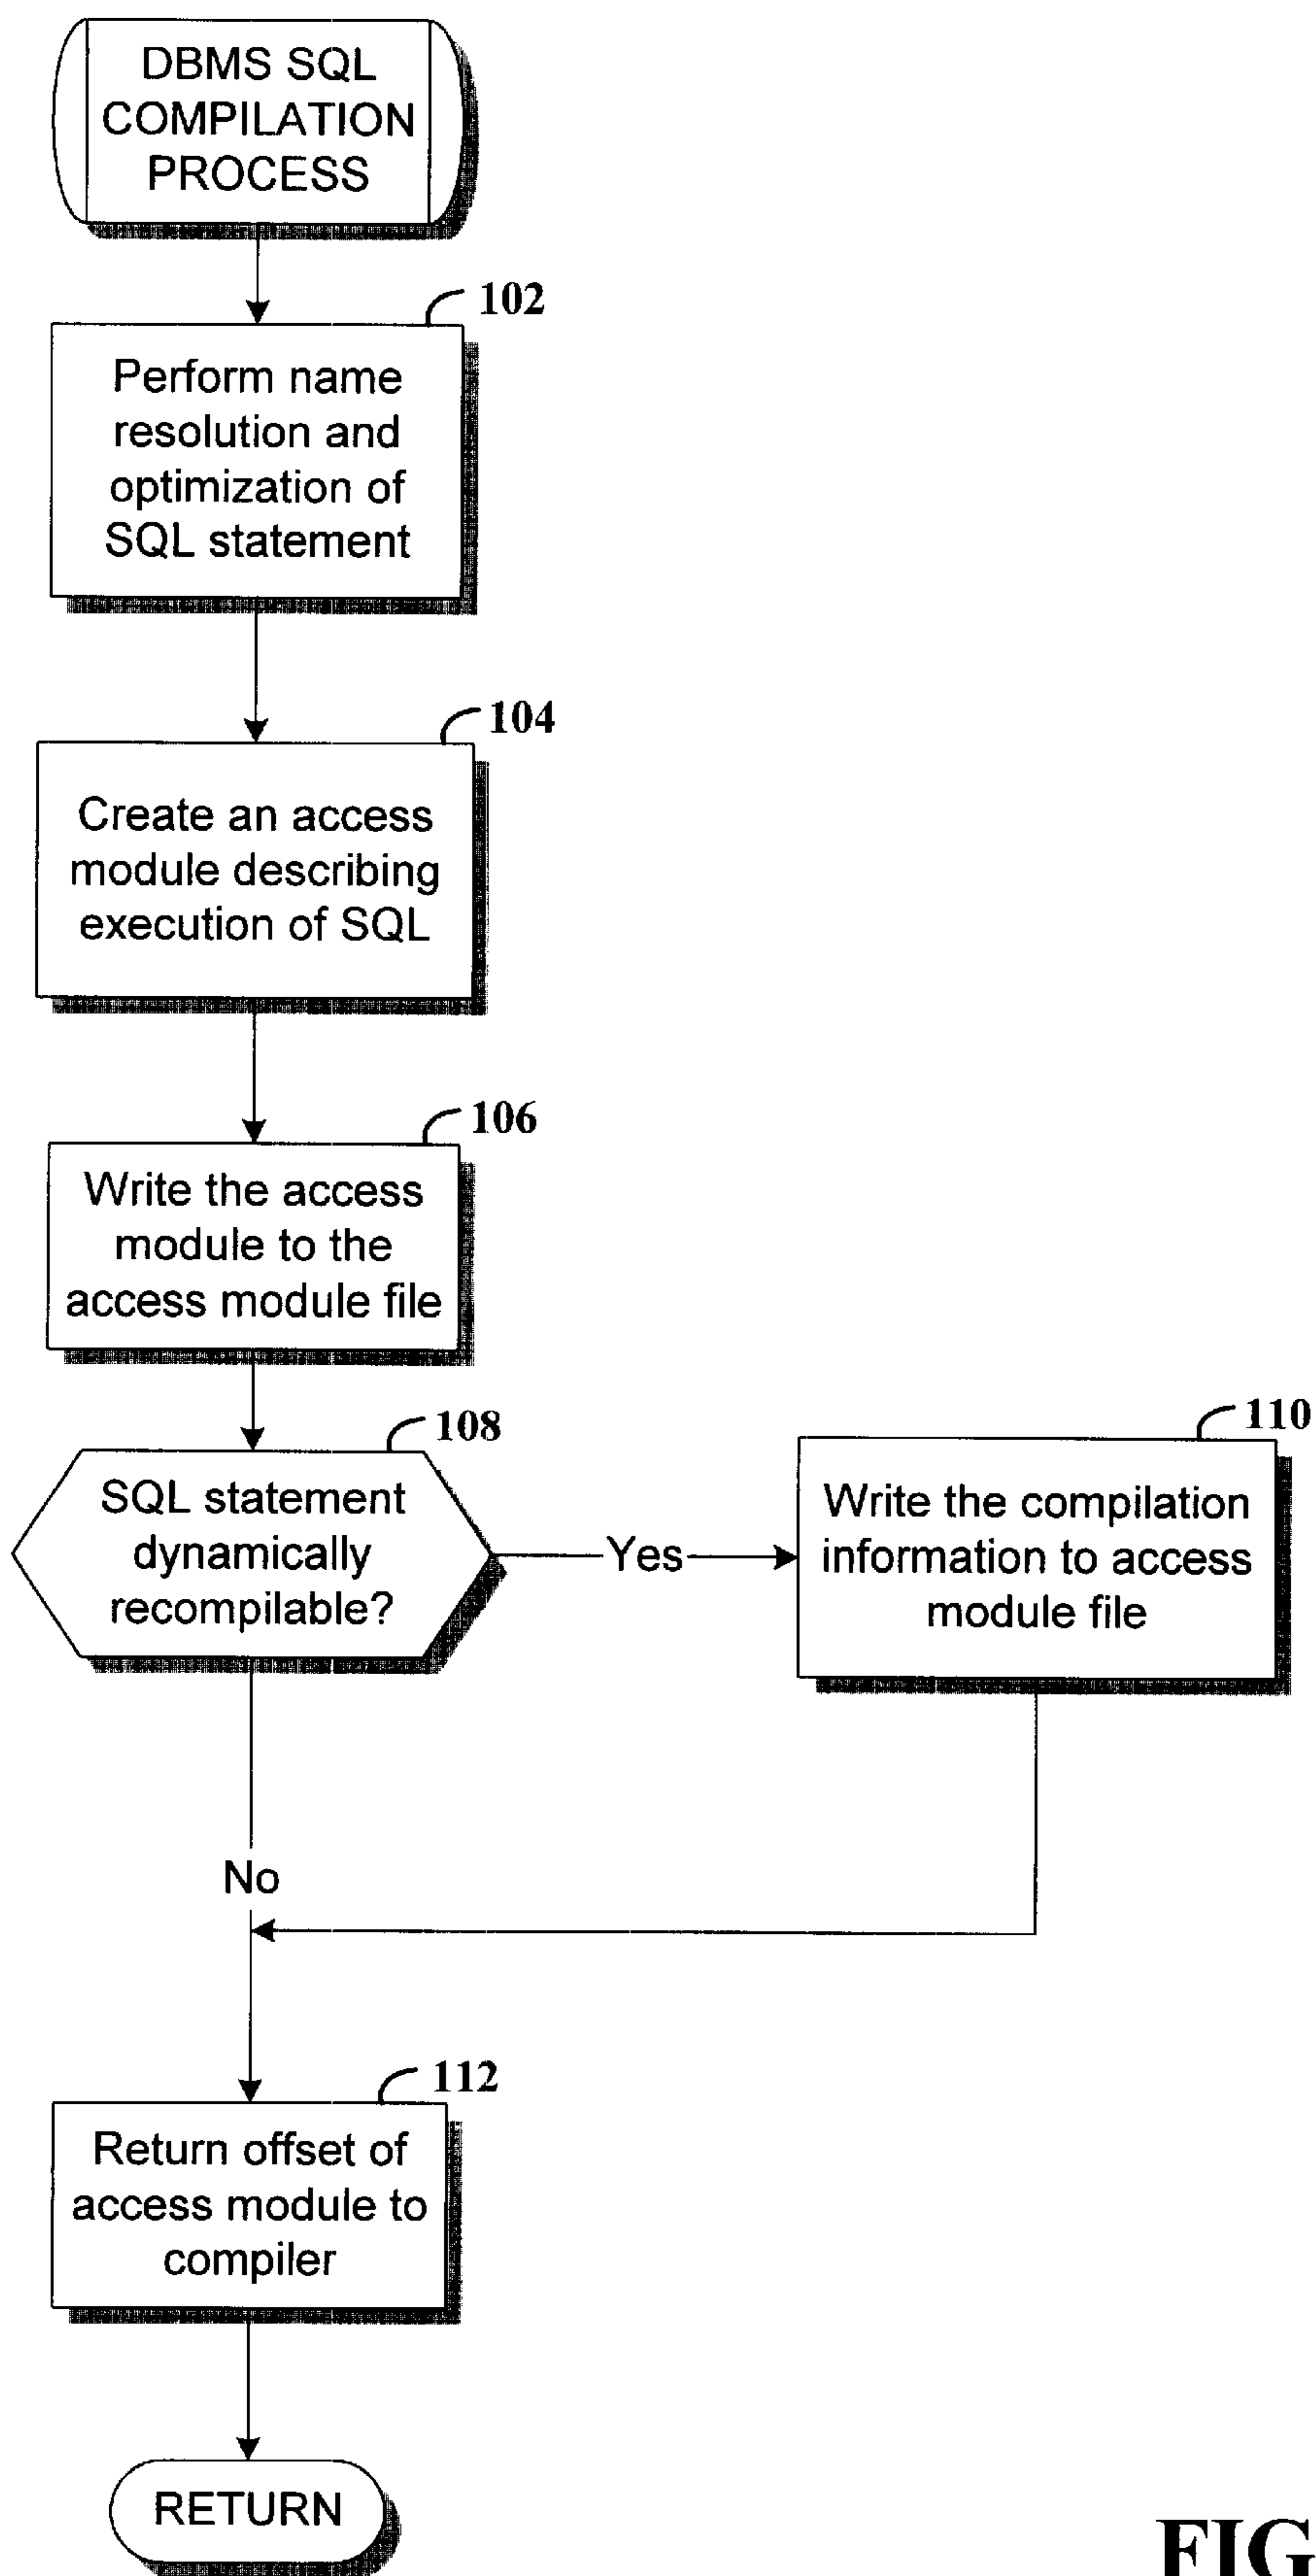 DBMS SQL
COMPILATION
PROCESS
102
Perform name
resolution and
optimization of
SQL statement
104
Create an access
module describing
execution of SQL
106
Write the access
module to the
access module file
108
SQL statement
dynamically
recompilable?
Yes
110
Write the compilation
information to access
module file
No
112
Return offset of
access module to
compiler
RETURN
FIG